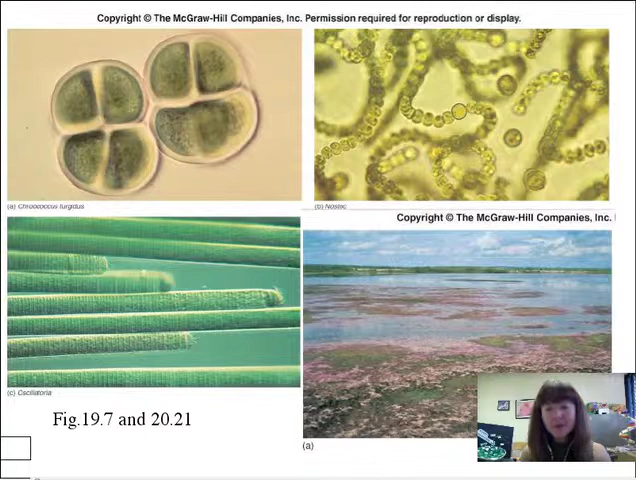 Copyright © The McGraw-Hill Companies, Inc. Permission required for reproduction or display.
(a) Chroococcus turgidus
(b) Nostoc
Copyright © The McGraw-Hill Companies, Inc.
(c) Oscillatoria
Fig.19.7 and 20.21
(a)